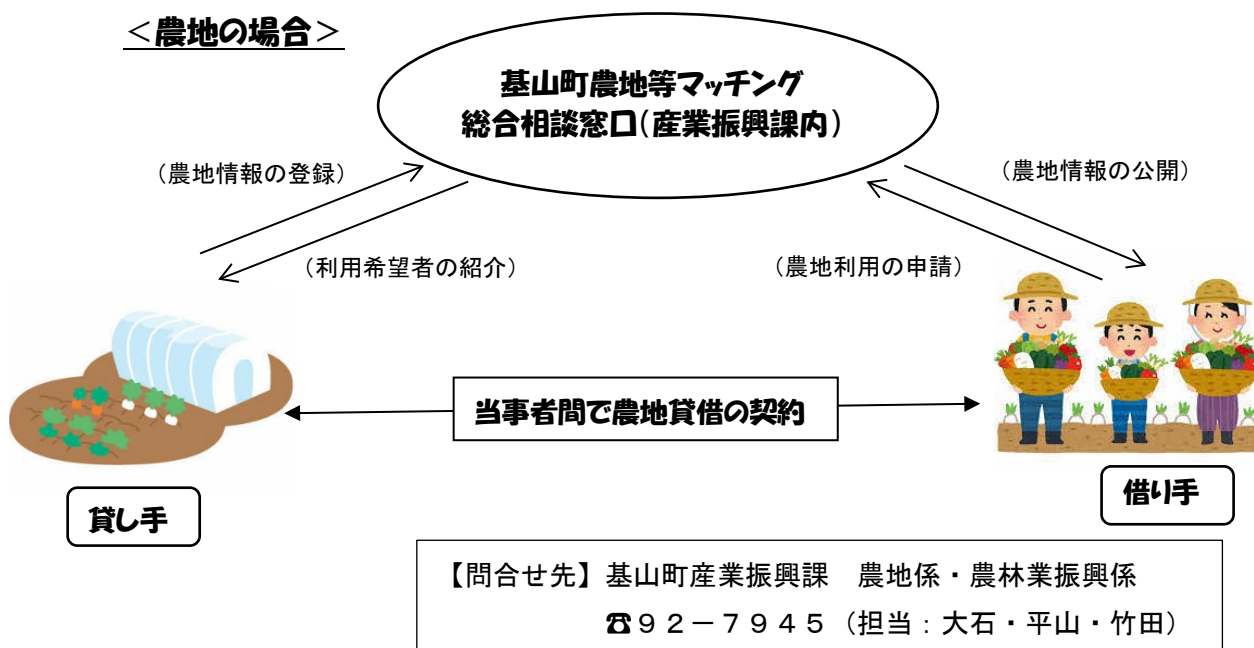 ＜農地の場合＞
基山町農地等マッチング
総合相談窓口（産業振興課内）
（農地情報の登録）
（農地情報の公開）
（利用希望者の紹介）
（農地利用の申請）
当事者間で農地貸借の契約
貸し手
借り手
【問合せ先】基山町産業振興課　農地係・農林業振興係
☎９２－７９４５（担当：大石・平山・竹田）